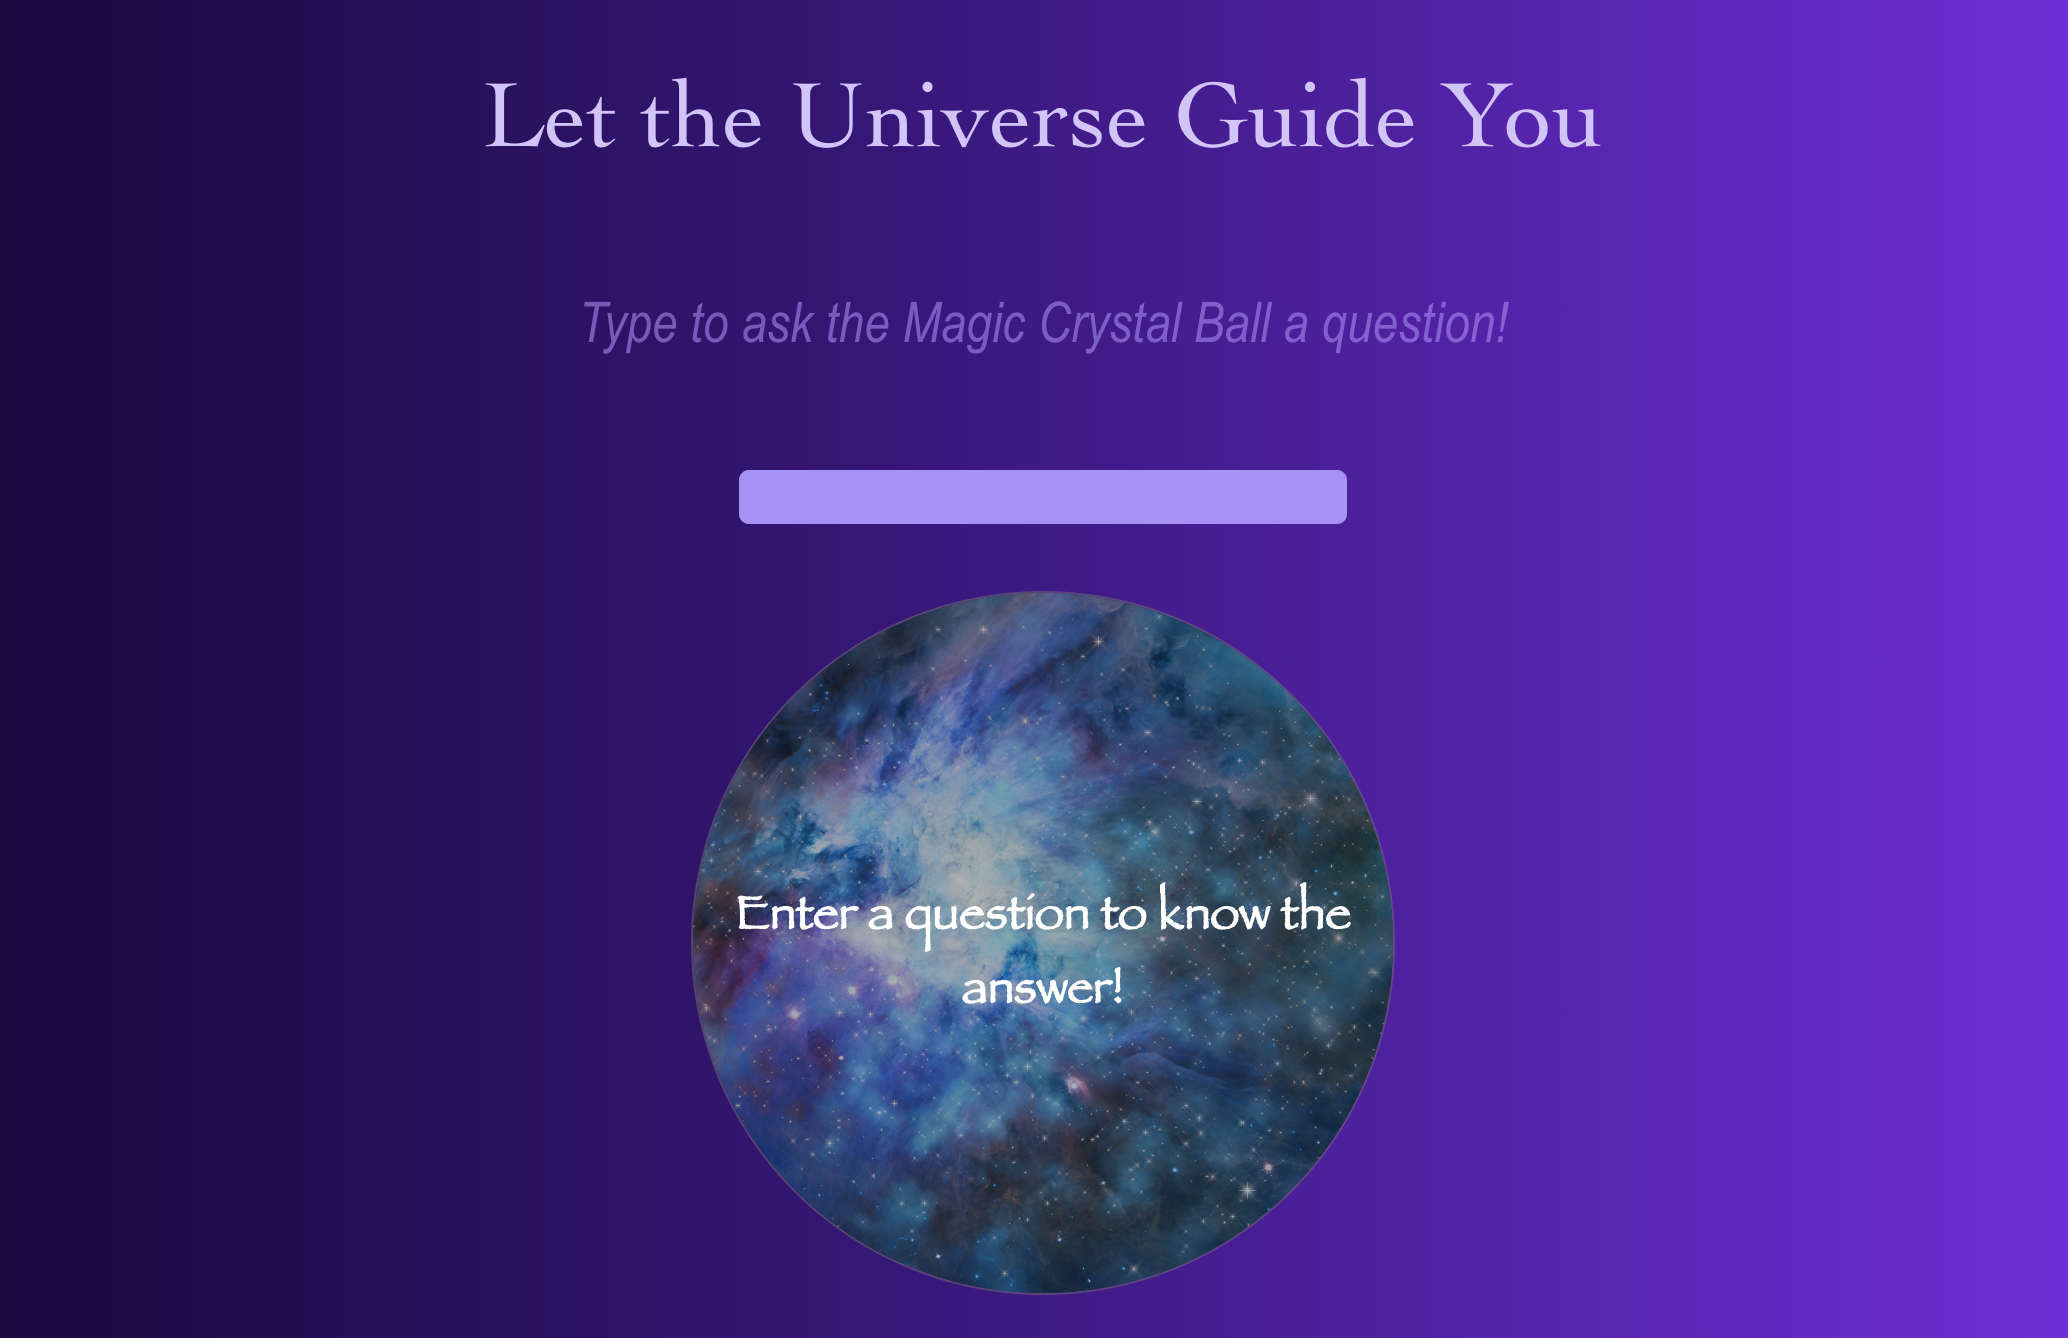 Let the Universe Guide You
Type to ask the Magic Crystal Ball a question!
Enter a question to know the
answer!